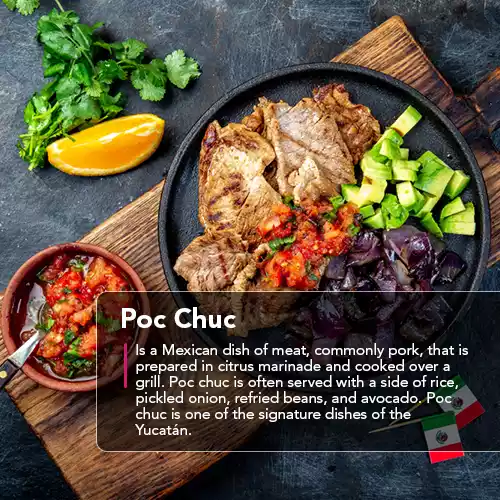 Poc Chuc
Is a Mexican dish of meat, commonly pork, that is
prepared in citrus marinade and cooked over a
grill. Poc chuc is often served with a side of rice,
pickled onion, refried beans, and avocado. Poc
chuc is one of the signature dishes of the
Yucatán.